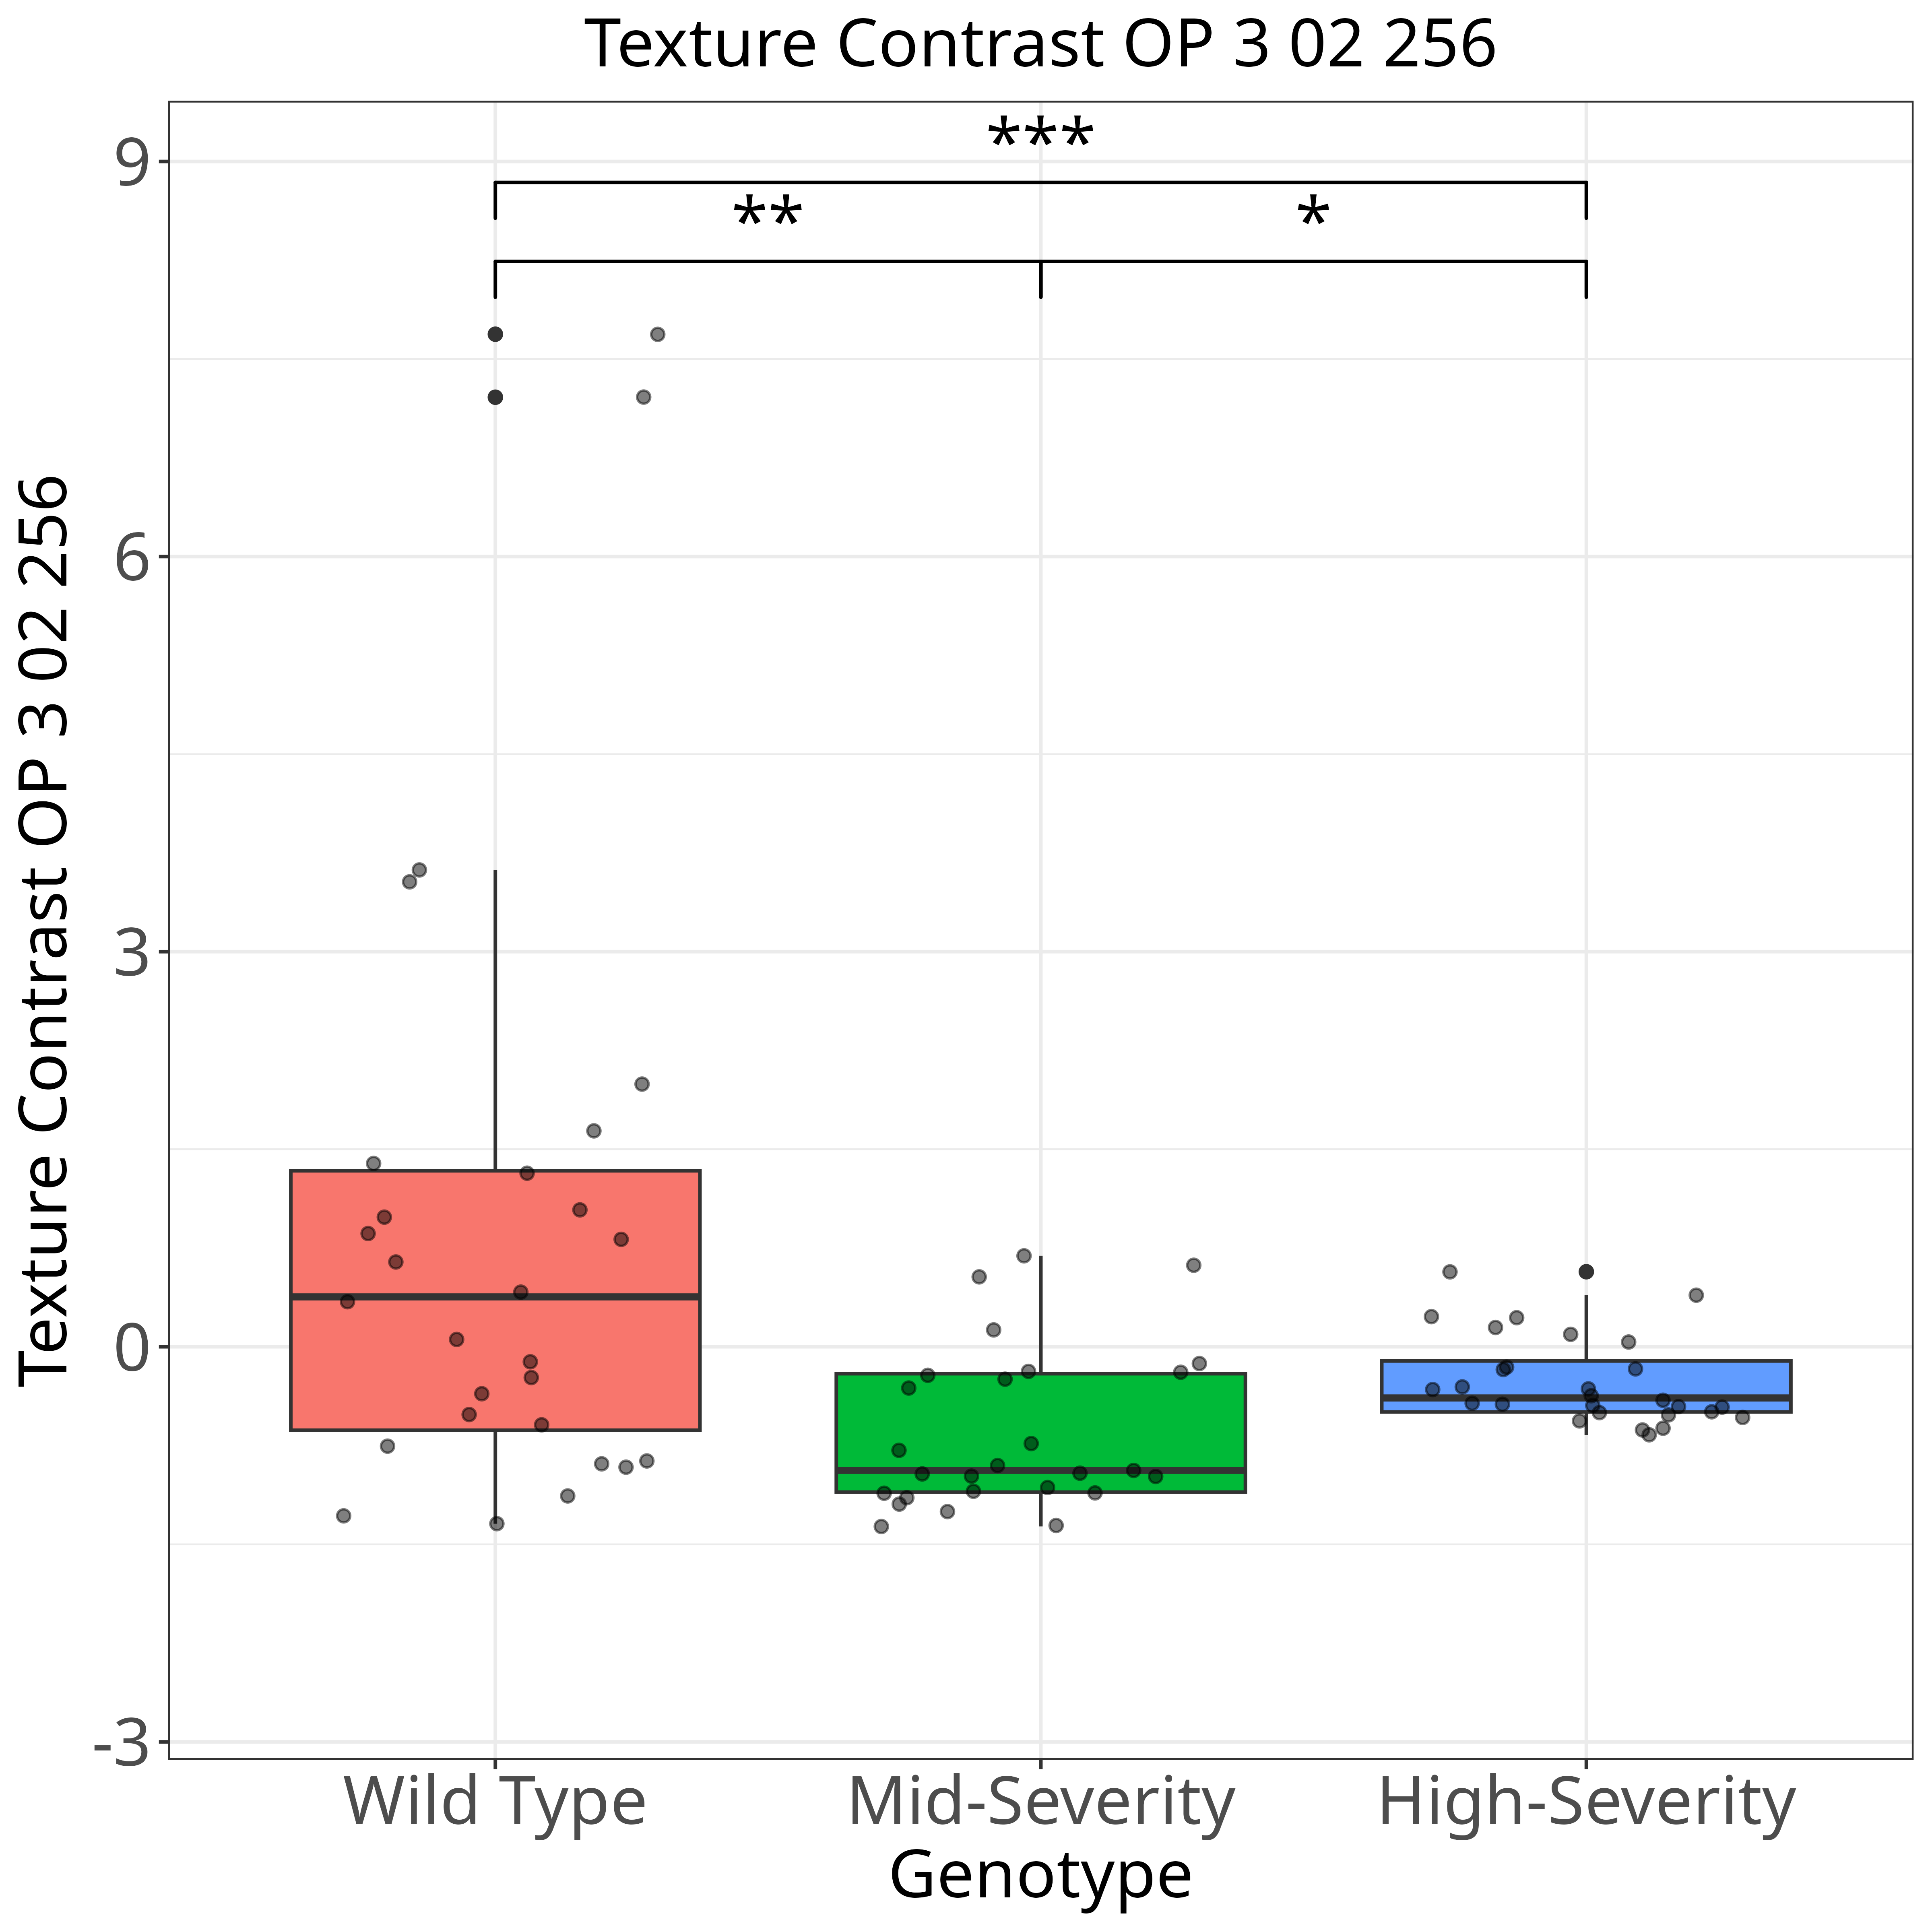 Texture Contrast OP 3 02 256
***
** *
9
6
3
0
-3
Texture Contrast OP 3 02 256
Wild Type Mid-Severity High-Severity
Genotype